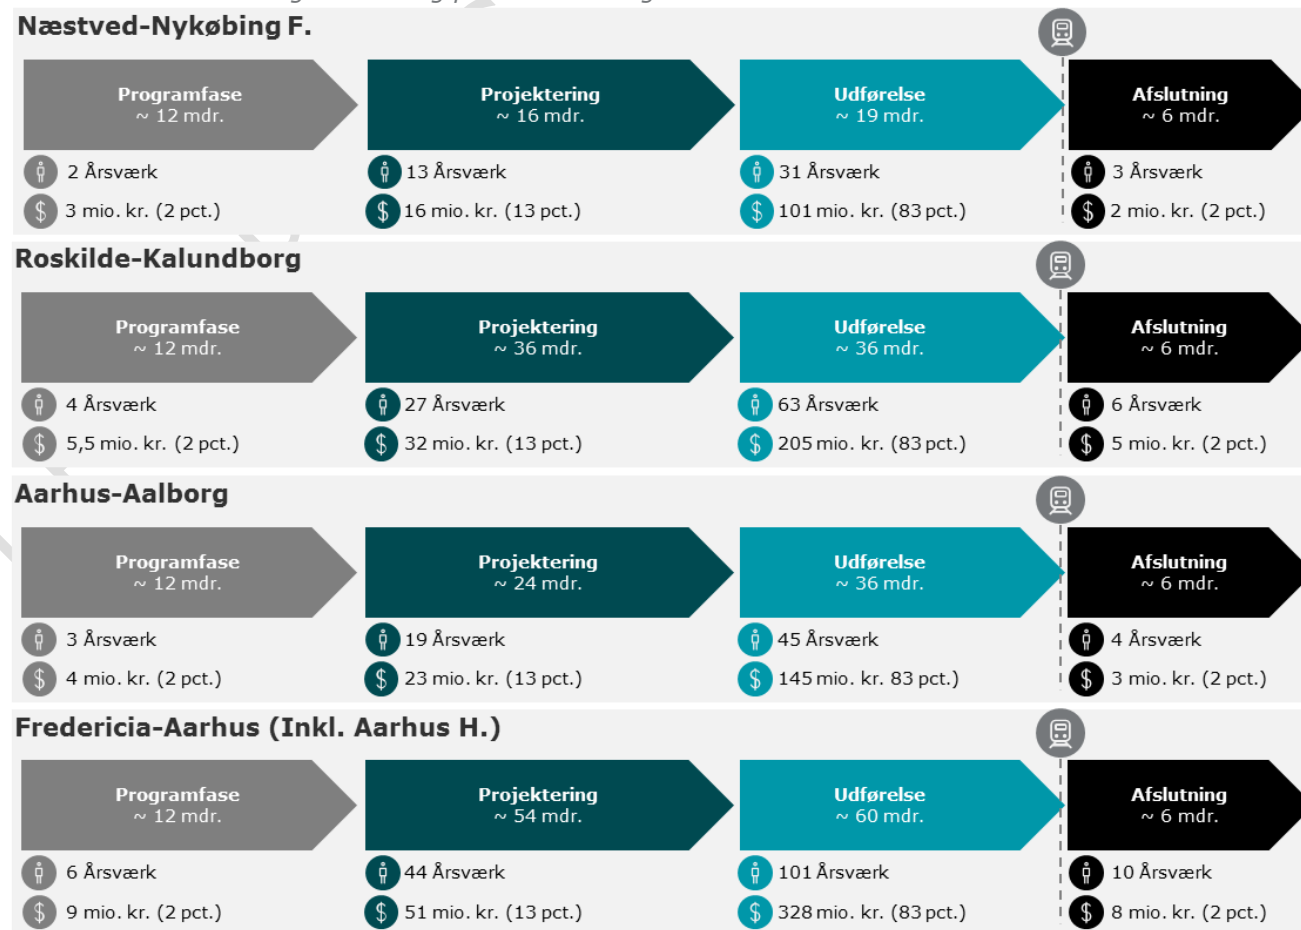 Næstved-Nykøbing F.
Programfase
~ 12 mdr.
Projektering
~ 16 mdr.
Udførelse
~ 19 mdr.
Afslutning
~ 6 mdr.
2 Årsværk
13 Årsværk
31 Årsværk
3 Årsværk
$ 3 mio. kr. (2 pct.)
$ 16 mio. kr. (13 pct.)
$ 101 mio. kr. (83 pct.)
$ 2 mio. kr. (2 pct.)
Roskilde-Kalundborg
Programfase
~ 12 mdr.
Projektering
~ 36 mdr.
Udførelse
~ 36 mdr.
Afslutning
~ 6 mdr.
4 Årsværk
27 Årsværk
63 Årsværk
6 Årsværk
$ 5,5 mio. kr. (2 pct.)
$ 32 mio. kr. (13 pct.)
$ 205 mio. kr. (83 pct.)
$ 5 mio. kr. (2 pct.)
Aarhus-Aalborg
Programfase
~ 12 mdr.
Projektering
~ 24 mdr.
Udførelse
~ 36 mdr.
Afslutning
~ 6 mdr.
3 Årsværk
19 Årsværk
45 Årsværk
4 Årsværk
$ 4 mio. kr. (2 pct.)
$ 23 mio. kr. (13 pct.)
$ 145 mio. kr. 83 pct.)
$ 3 mio. kr. (2 pct.)
Fredericia-Aarhus (Inkl. Aarhus H.)
Programfase
~ 12 mdr.
Projektering
~ 54 mdr.
Udførelse
~ 60 mdr.
Afslutning
~ 6 mdr.
6 Årsværk
44 Årsværk
101 Årsværk
10 Årsværk
$ 9 mio. kr. (2 pct.)
$ 51 mio. kr. (13 pct.)
$ 328 mio. kr. (83 pct.)
$ 8 mio. kr. (2 pct.)